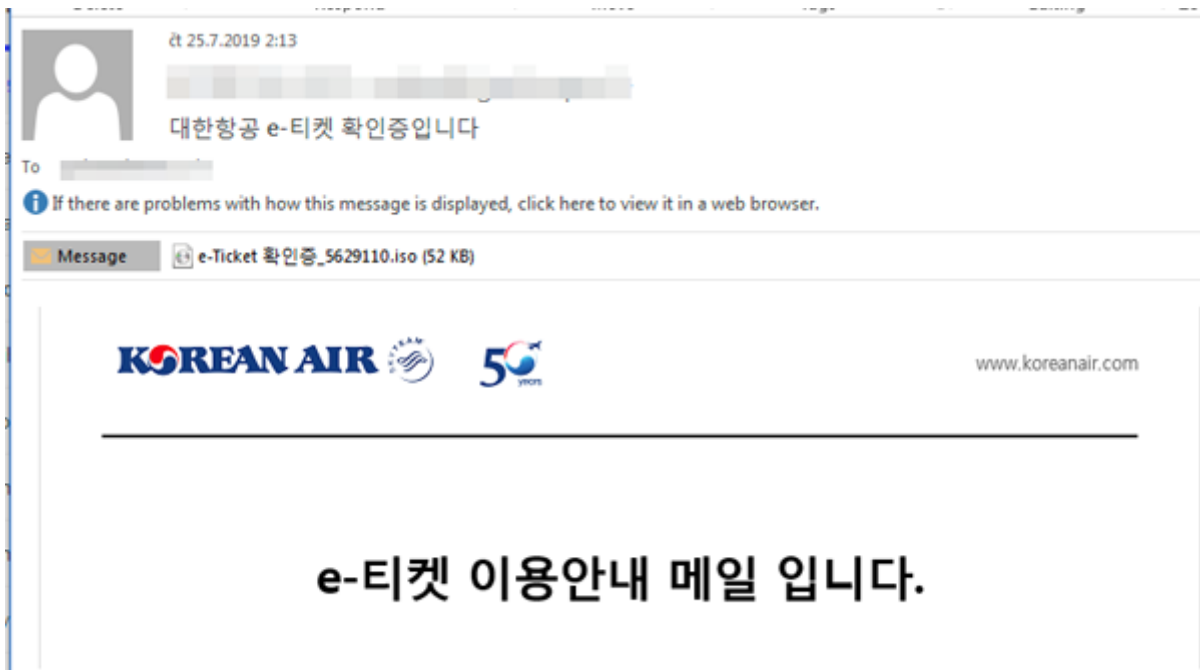 čt 25.7.2019 2:13
대한항공 e-티켓 확인증입니다
To
If there are problems with how this message is displayed, click here to view it in a web browser.
Message e-Ticket 확인증_5629110.iso (52 KB)
KOREAN AIR SKYTEAM 50 years www.koreanair.com
e-티켓 이용안내 메일 입니다.